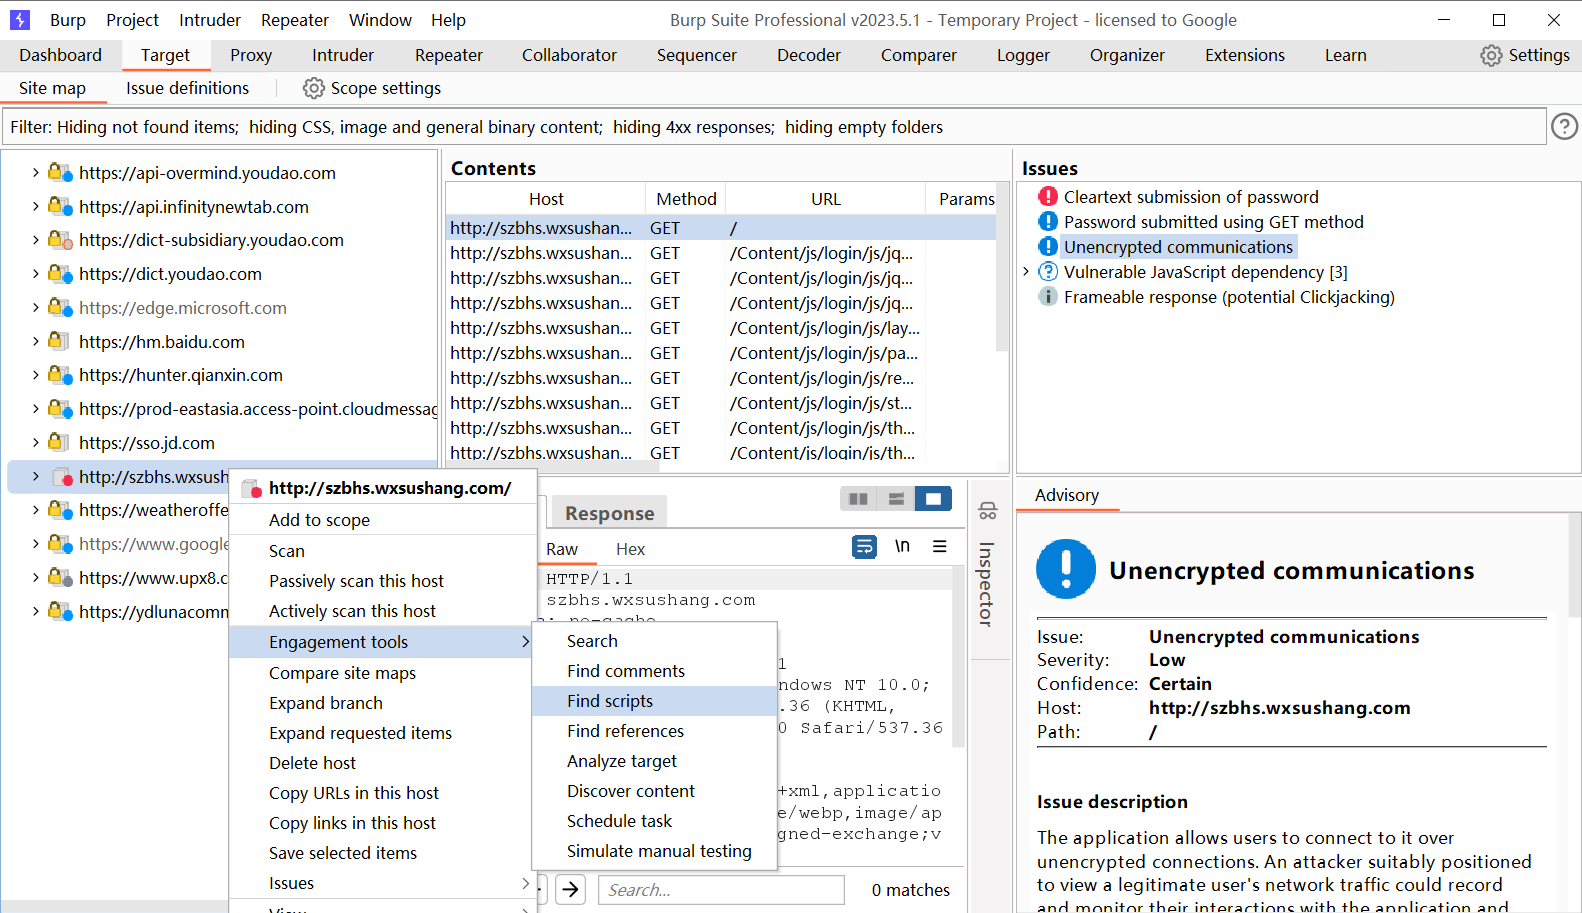 Burp Project Intruder Repeater Window Help
Burp Suite Professional v2023.5.1 - Temporary Project - licensed to Google
Dashboard Target Proxy Intruder Repeater Collaborator Sequencer Decoder Comparer Logger Organizer Extensions Learn Settings
Site map Issue definitions Scope settings
Filter: Hiding not found items; hiding CSS, image and general binary content; hiding 4xx responses; hiding empty folders
https://api-overmind.youdao.com
https://api.infinitynewtab.com
https://dict-subsidiary.youdao.com
https://dict.youdao.com
https://edge.microsoft.com
https://hm.baidu.com
https://hunter.qianxin.com
https://prod-eastasia.access-point.cloudmessag
https://sso.jd.com
http://szbhs.wxsush
https://weatheroffe
https://www.google
https://www.upx8.c
https://ydlunacomm
http://szbhs.wxsushang.com/
Add to scope
Scan
Passively scan this host
Actively scan this host
Engagement tools
Compare site maps
Expand branch
Expand requested items
Delete host
Copy URLs in this host
Copy links in this host
Save selected items
Issues
Search
Find comments
Find scripts
Find references
Analyze target
Discover content
Schedule task
Simulate manual testing
Contents
Host Method URL Params
http://szbhs.wxsushan... GET /
http://szbhs.wxsushan... GET /Content/js/login/js/jq...
http://szbhs.wxsushan... GET /Content/js/login/js/jq...
http://szbhs.wxsushan... GET /Content/js/login/js/jq...
http://szbhs.wxsushan... GET /Content/js/login/js/lay...
http://szbhs.wxsushan... GET /Content/js/login/js/pa...
http://szbhs.wxsushan... GET /Content/js/login/js/re...
http://szbhs.wxsushan... GET /Content/js/login/js/st...
http://szbhs.wxsushan... GET /Content/js/login/js/th...
http://szbhs.wxsushan... GET /Content/js/login/js/th...
Response
Raw Hex \n
HTTP/1.1
szbhs.wxsushang.com
1
ndows NT 10.0;
.36 (KHTML,
0 Safari/537.36
+xml,applicatio
e/webp,image/ap
gned-exchange;v
Search... 0 matches
Inspector
Issues
Cleartext submission of password
Password submitted using GET method
Unencrypted communications
Vulnerable JavaScript dependency [3]
Frameable response (potential Clickjacking)
Advisory
Unencrypted communications
Issue: Unencrypted communications
Severity: Low
Confidence: Certain
Host: http://szbhs.wxsushang.com
Path: /
Issue description
The application allows users to connect to it over
unencrypted connections. An attacker suitably positioned
to view a legitimate user's network traffic could record
and monitor their interactions with the application and